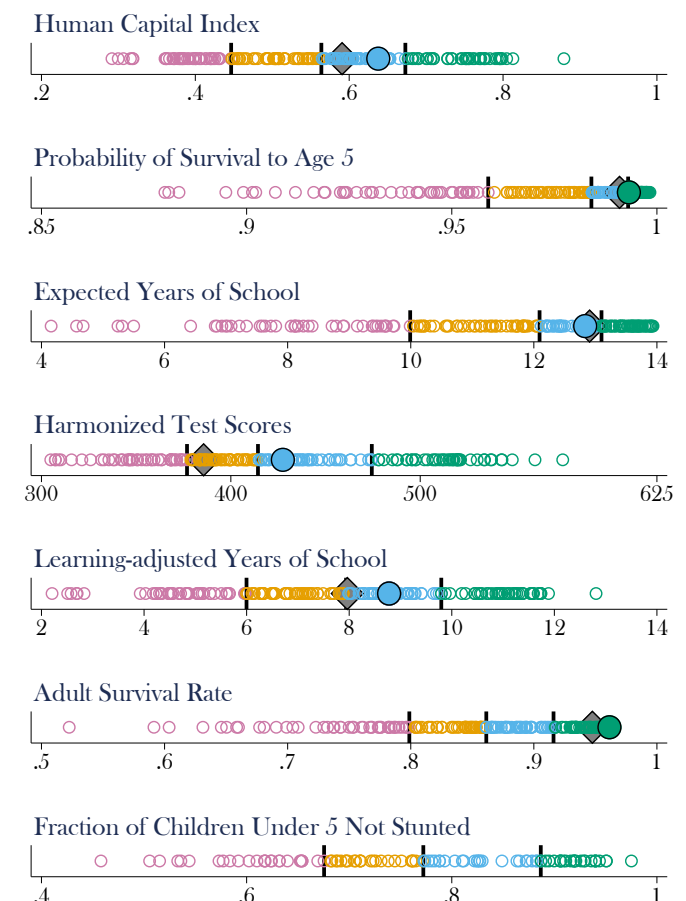 Human Capital Index
.2 .4 .6 .8 1
Probability of Survival to Age 5
.85 .9 .95 1
Expected Years of School
4 6 8 10 12 14
Harmonized Test Scores
300 400 500 625
Learning-adjusted Years of School
2 4 6 8 10 12 14
Adult Survival Rate
.5 .6 .7 .8 .9 1
Fraction of Children Under 5 Not Stunted
.4 .6 .8 1